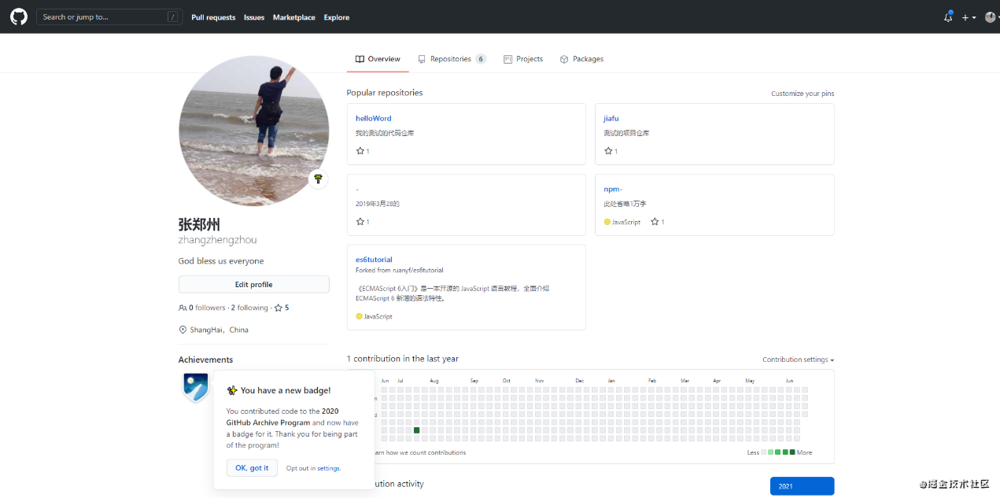 Search or jump to... /
Pull requests Issues Marketplace Explore
Overview Repositories 6 Projects Packages
Popular repositories
Customize your pins
helloWord
我的测试的代码仓库
1
jiafu
测试的项目仓库
1
-
2019年3月28的
1
npm-
此处省略1万字
JavaScript 1
es6tutorial
Forked from ruanyf/es6tutorial
《ECMAScript 6入门》是一本开源的 JavaScript 语言教程，全面介绍
ECMAScript 6 新增的语法特性。
JavaScript
张郑州
zhangzhengzhou
God bless us everyone
Edit profile
0 followers · 2 following · 5
ShangHai，China
Achievements
You have a new badge!
You contributed code to the 2020
GitHub Archive Program and now have
a badge for it. Thank you for being part
of the program!
OK, got it Opt out in settings.
1 contribution in the last year
Contribution settings
Jun Jul Aug Sep Oct Nov Dec Jan Feb Mar Apr May Jun
arn how we count contributions
Less More
ution activity
2021
@掘金技术社区